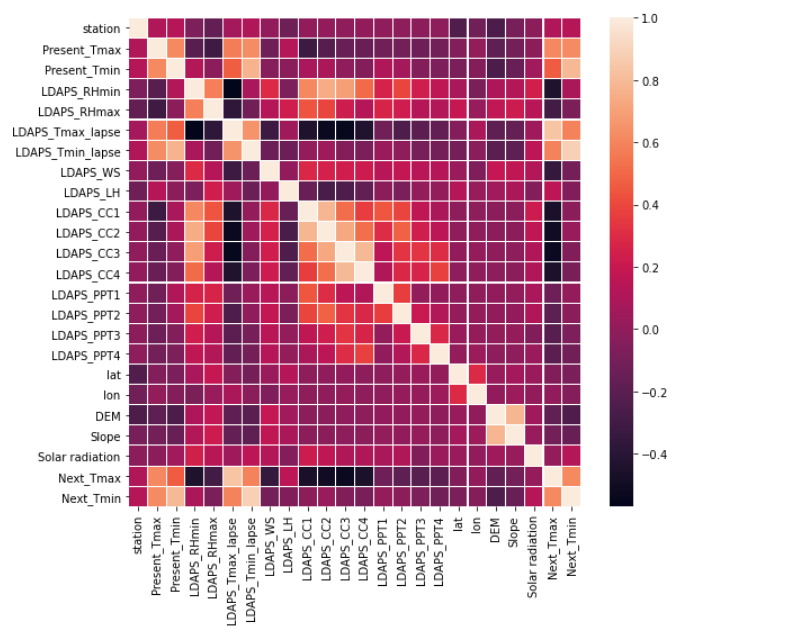 station
Present_Tmax
Present_Tmin
LDAPS_RHmin
LDAPS_RHmax
LDAPS_Tmax_lapse
LDAPS_Tmin_lapse
LDAPS_WS
LDAPS_LH
LDAPS_CC1
LDAPS_CC2
LDAPS_CC3
LDAPS_CC4
LDAPS_PPT1
LDAPS_PPT2
LDAPS_PPT3
LDAPS_PPT4
lat
lon
DEM
Slope
Solar radiation
Next_Tmax
Next_Tmin
station
Present_Tmax
Present_Tmin
LDAPS_RHmin
LDAPS_RHmax
LDAPS_Tmax_lapse
LDAPS_Tmin_lapse
LDAPS_WS
LDAPS_LH
LDAPS_CC1
LDAPS_CC2
LDAPS_CC3
LDAPS_CC4
LDAPS_PPT1
LDAPS_PPT2
LDAPS_PPT3
LDAPS_PPT4
lat
lon
DEM
Slope
Solar radiation
Next_Tmax
Next_Tmin
1.0
0.8
0.6
0.4
0.2
0.0
−0.2
−0.4